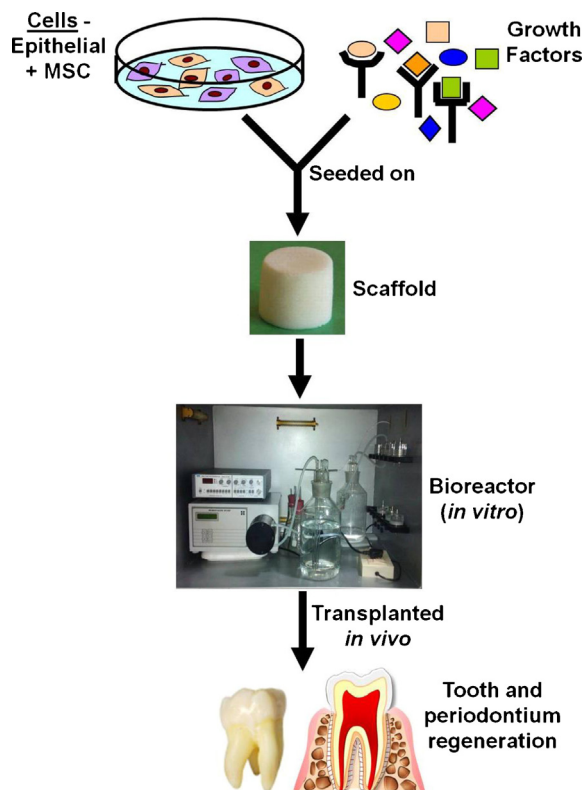 Cells -
Epithelial
+ MSC
Growth
Factors
Seeded on
Scaffold
Bioreactor
(in vitro)
Transplanted
in vivo
Tooth and
periodontium
regeneration